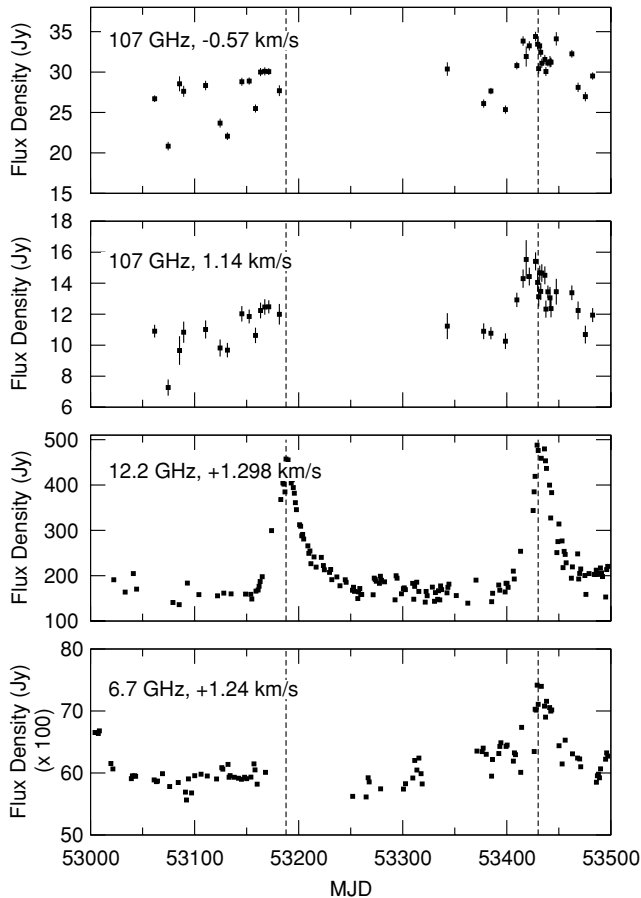 35
30
25
20
15
Flux Density (Jy)
107 GHz, -0.57 km/s
18
16
14
12
10
8
6
Flux Density (Jy)
107 GHz, 1.14 km/s
500
400
300
200
100
Flux Density (Jy)
12.2 GHz, +1.298 km/s
80
70
60
50
Flux Density (Jy)
(x 100)
6.7 GHz, +1.24 km/s
53000 53100 53200 53300 53400 53500
MJD